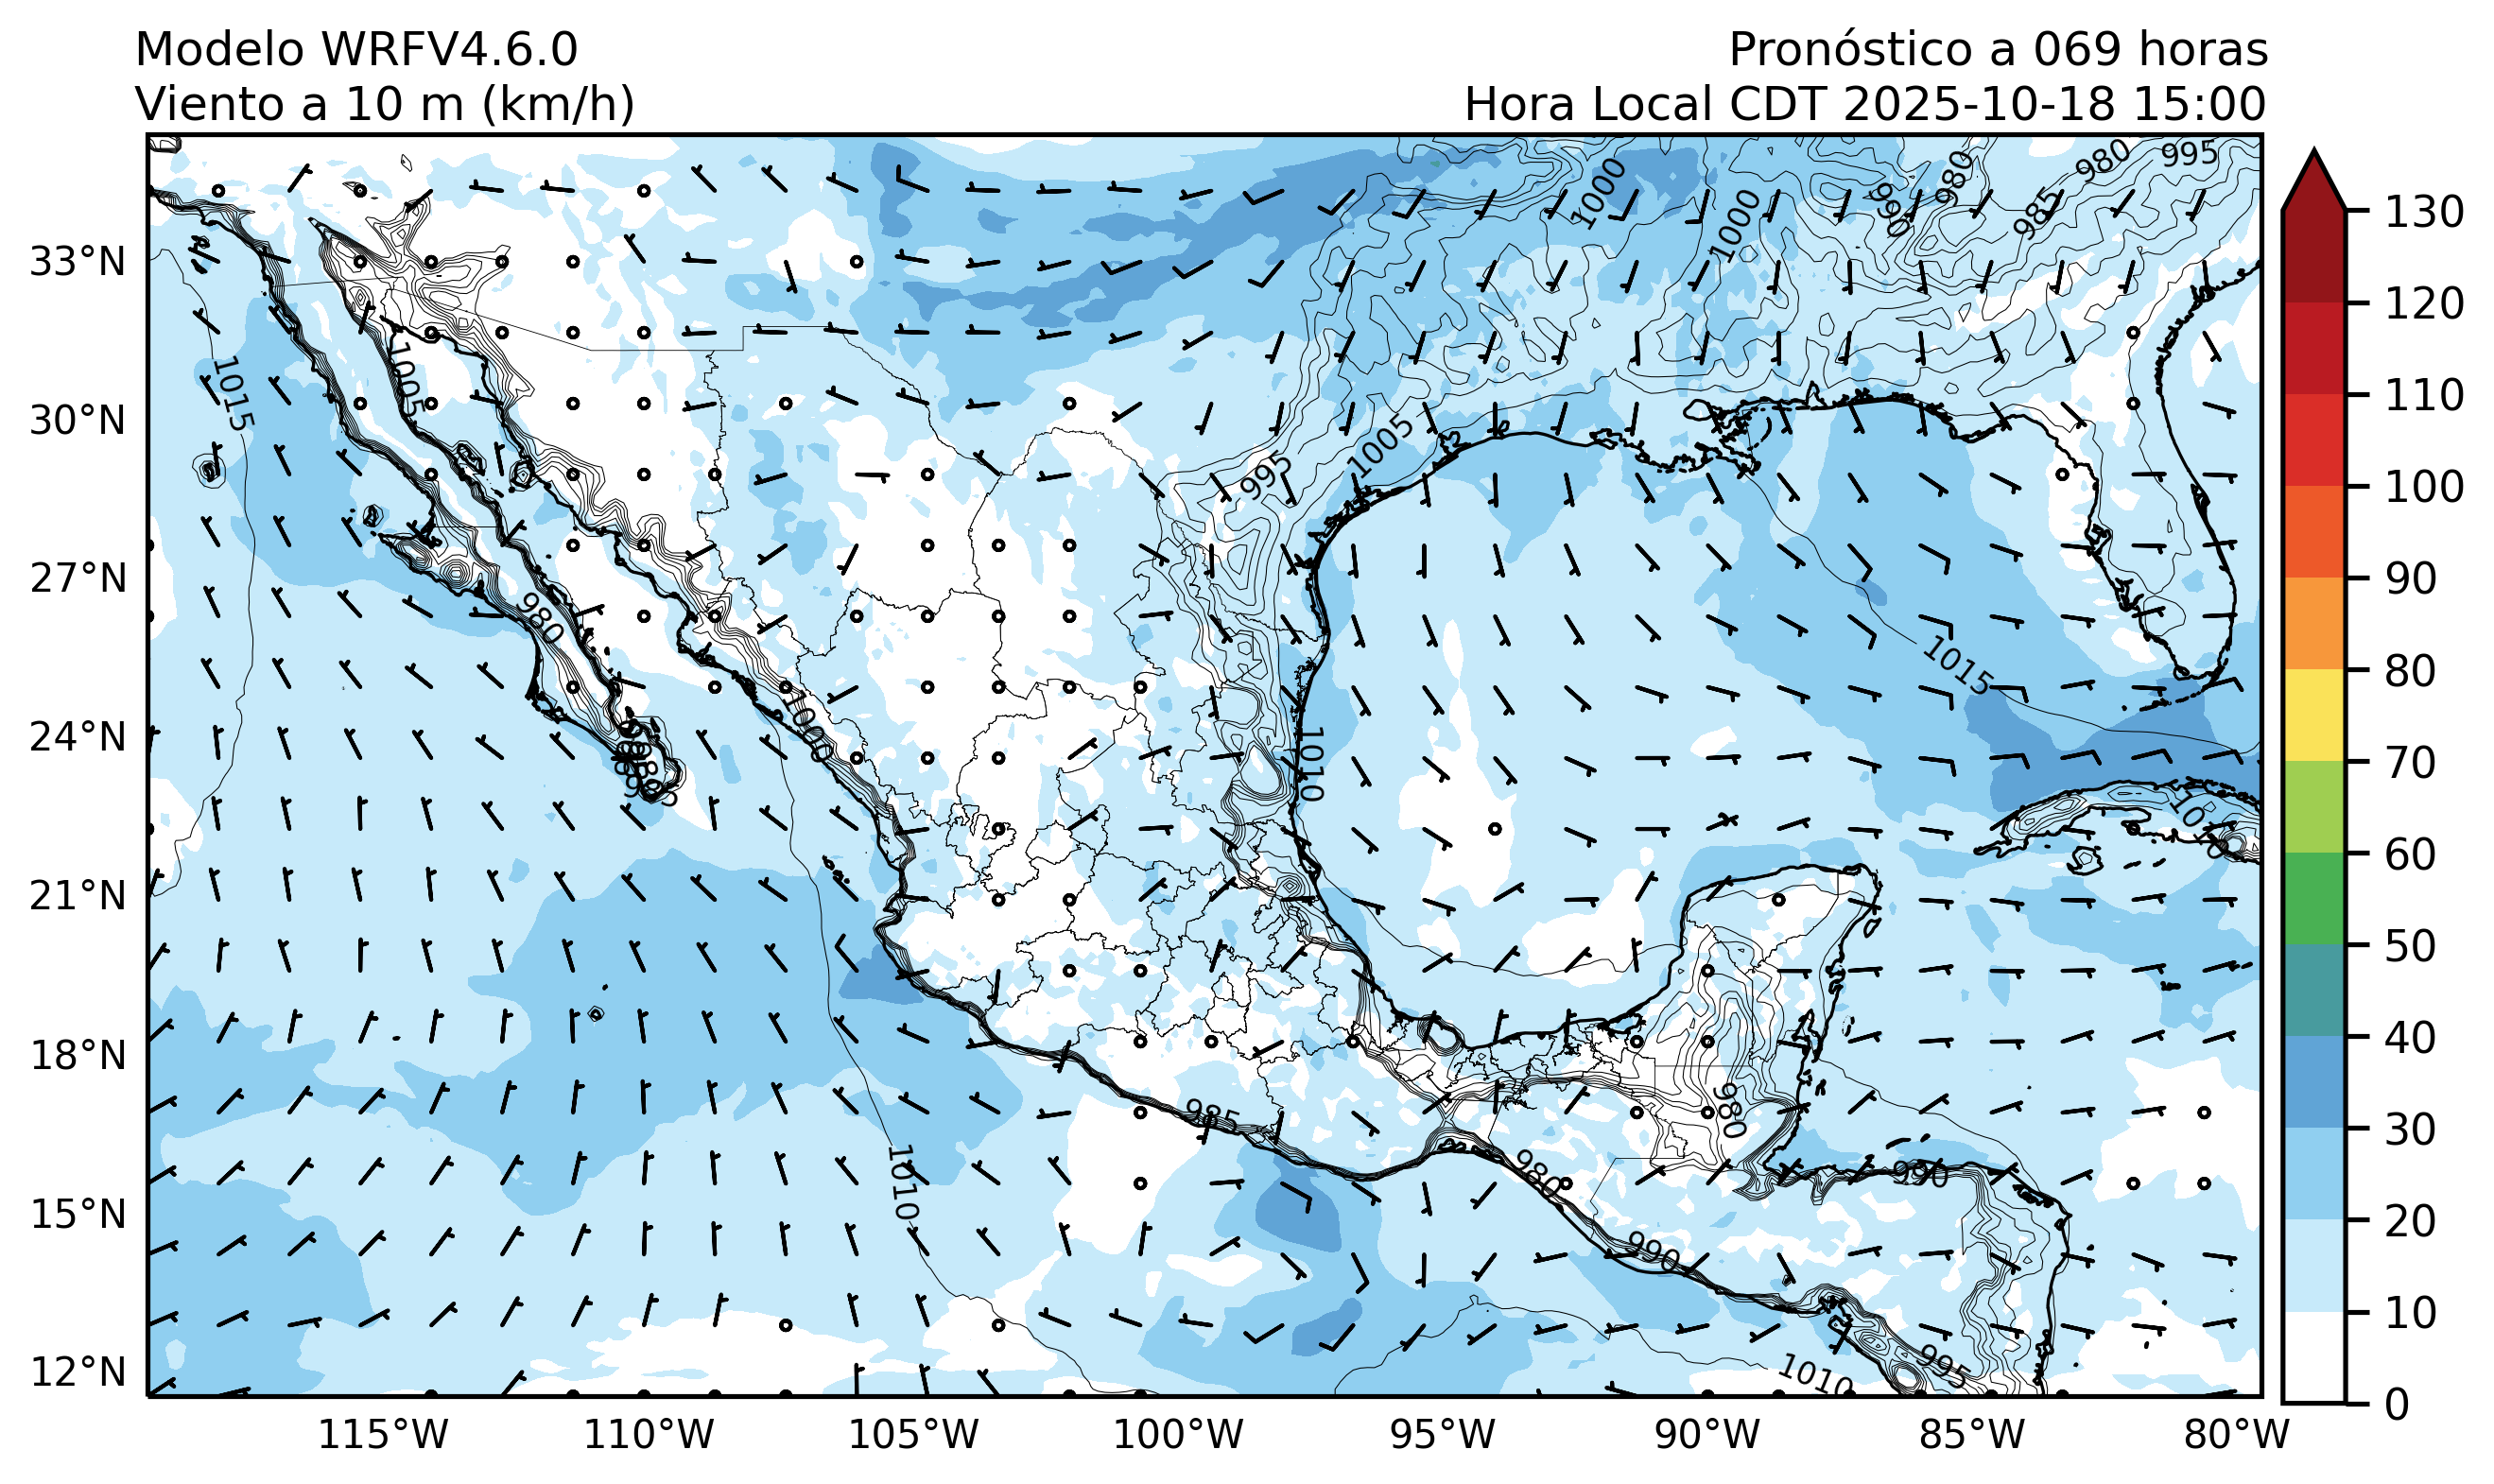 Modelo WRFV4.6.0
Pronóstico a 069 horas
Viento a 10 m (km/h)
Hora Local CDT 2025-10-18 15:00
33°N
30°N
27°N
24°N
21°N
18°N
15°N
12°N
115°W
110°W
105°W
100°W
95°W
90°W
85°W
80°W
130
120
110
100
90
80
70
60
50
40
30
20
10
0
1000
1000
990
980
980
985
995
1015
1005
995
1005
980
1015
1000
1010
985
980
985
980
990
1010
990
1010
995